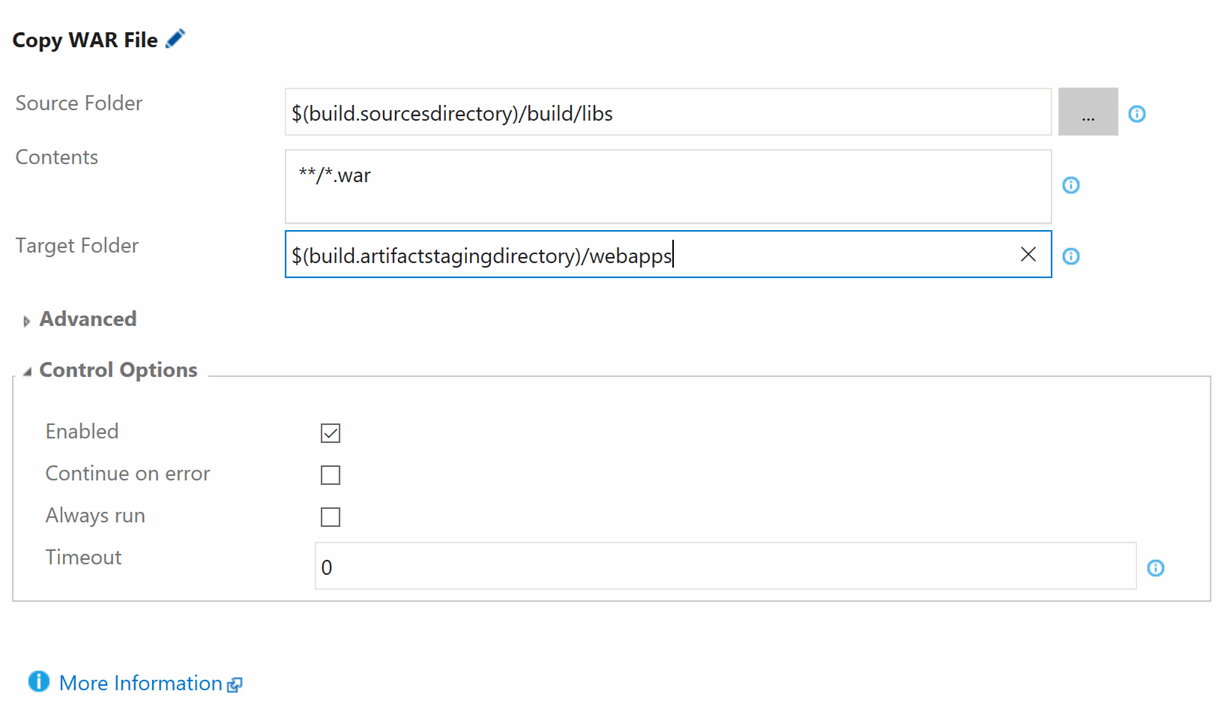 Copy WAR File
Source Folder
$(build.sourcesdirectory)/build/libs
...
Contents
**/*.war
Target Folder
$(build.artifactstagingdirectory)/webapps
Advanced
Control Options
Enabled
Continue on error
Always run
Timeout
0
More Information